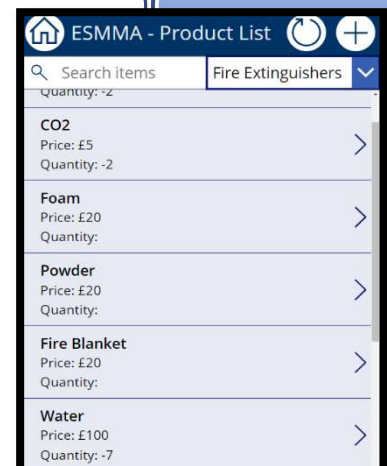 ESMMA - Product List
Search items
Fire Extinguishers
Quantity: -2
CO2
Price: £5
Quantity: -2
Foam
Price: £20
Quantity:
Powder
Price: £20
Quantity:
Fire Blanket
Price: £20
Quantity:
Water
Price: £100
Quantity: -7